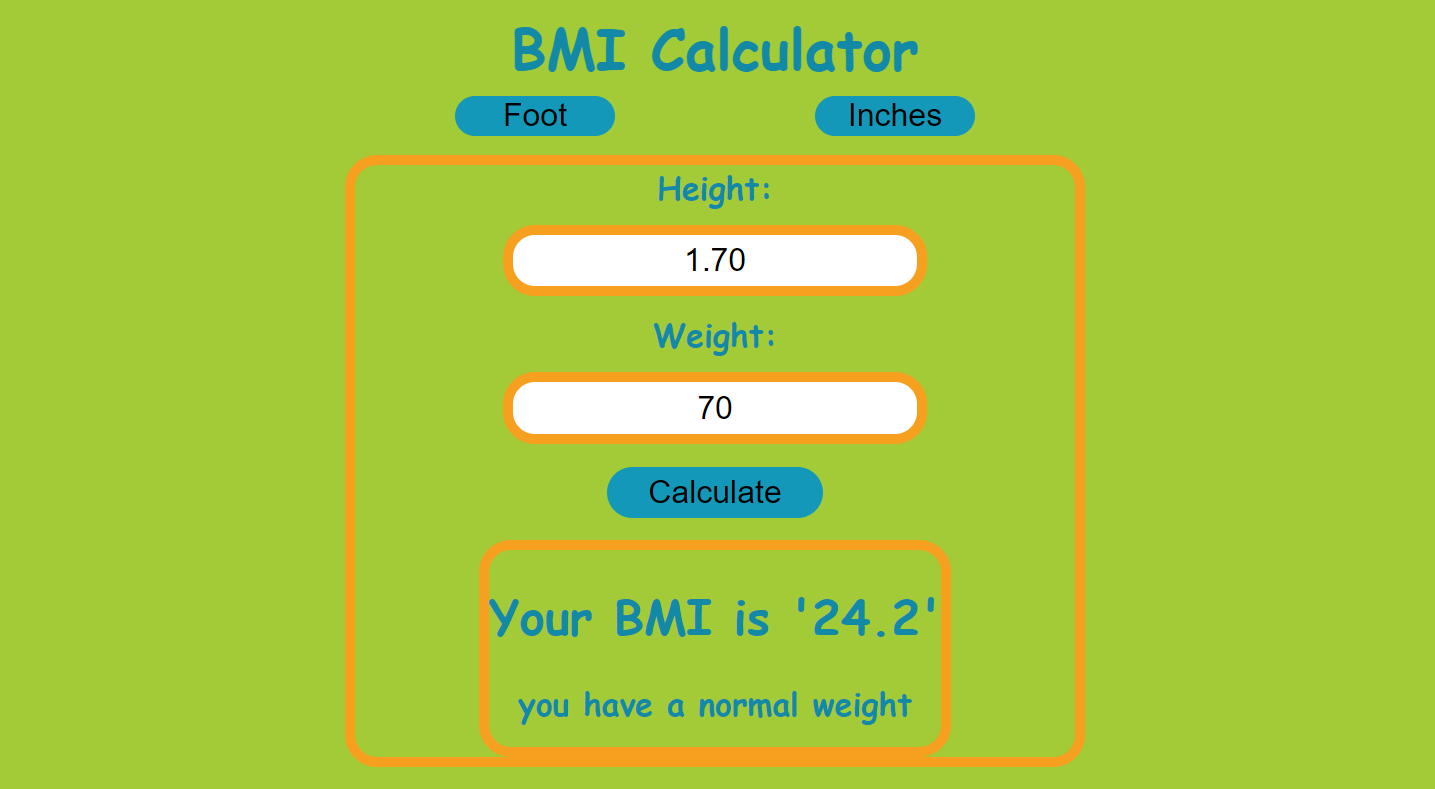 BMI Calculator
Foot
Inches
Height:
1.70
Weight:
70
Calculate
Your BMI is '24.2'
you have a normal weight